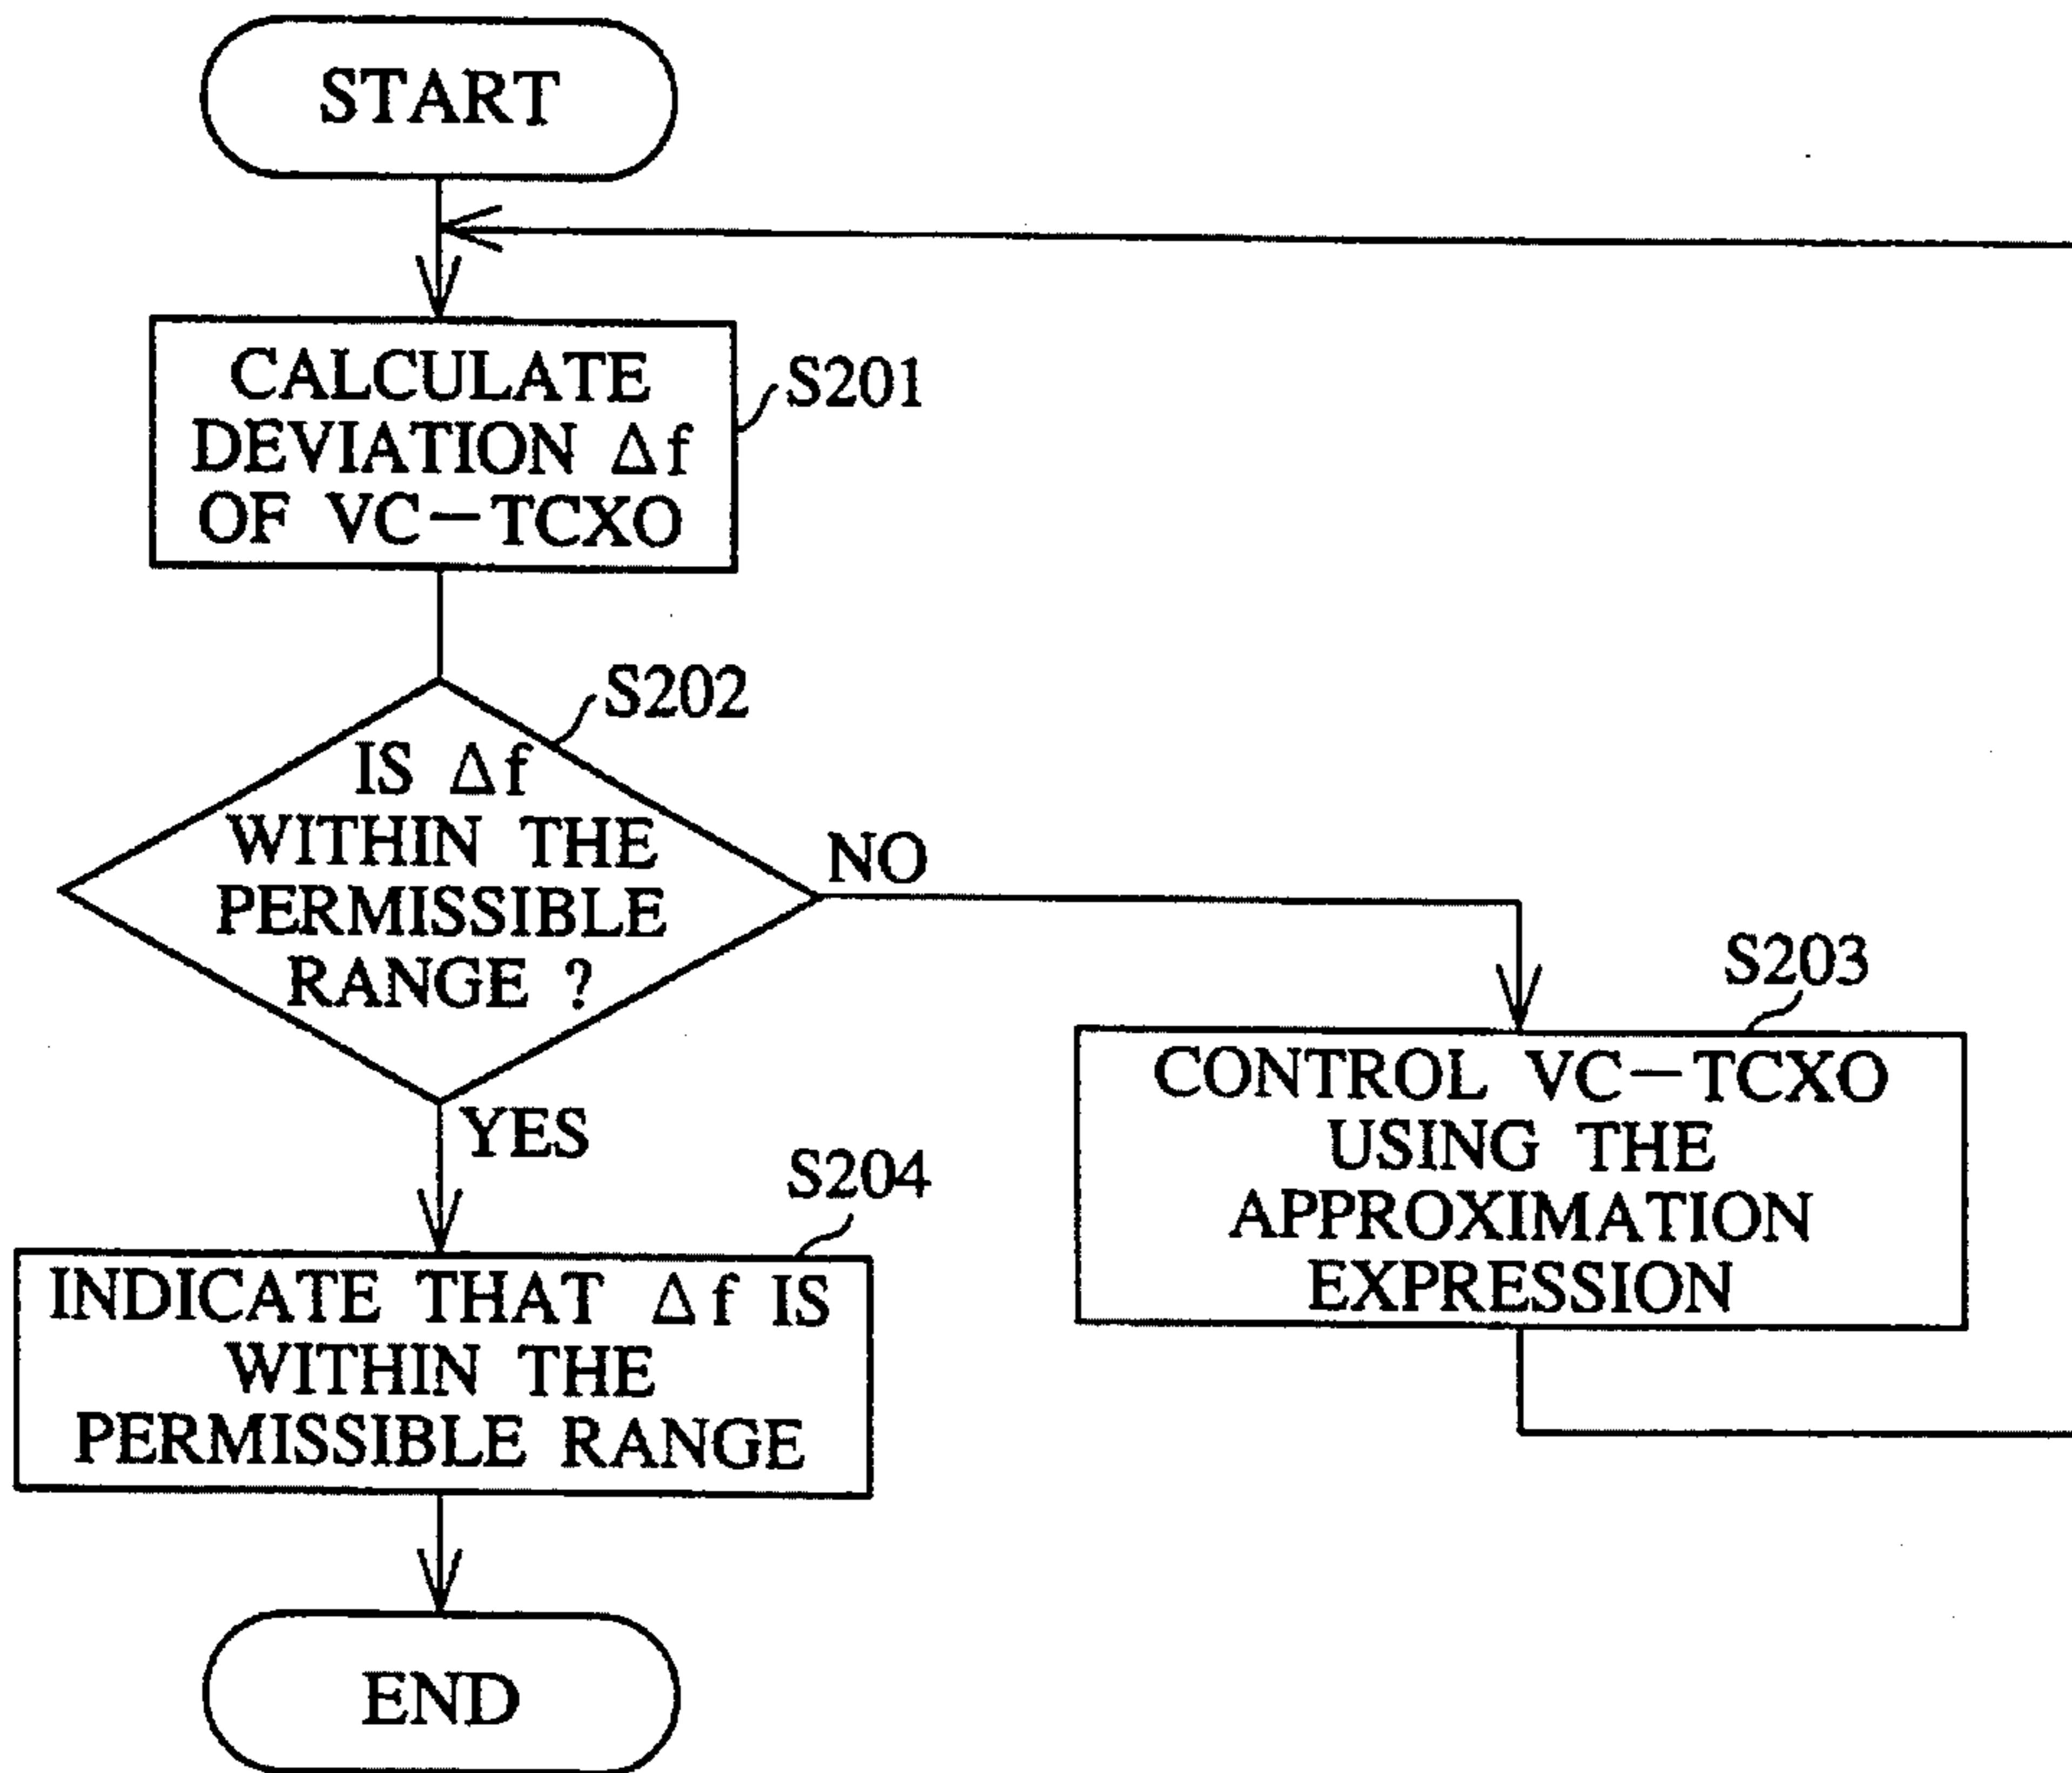 START
CALCULATE
DEVIATION Δf
OF VC-TCXO
S201
S202
IS Δf
WITHIN THE
PERMISSIBLE
RANGE ?
NO
YES
S203
CONTROL VC-TCXO
USING THE
APPROXIMATION
EXPRESSION
S204
INDICATE THAT Δf IS
WITHIN THE
PERMISSIBLE RANGE
END